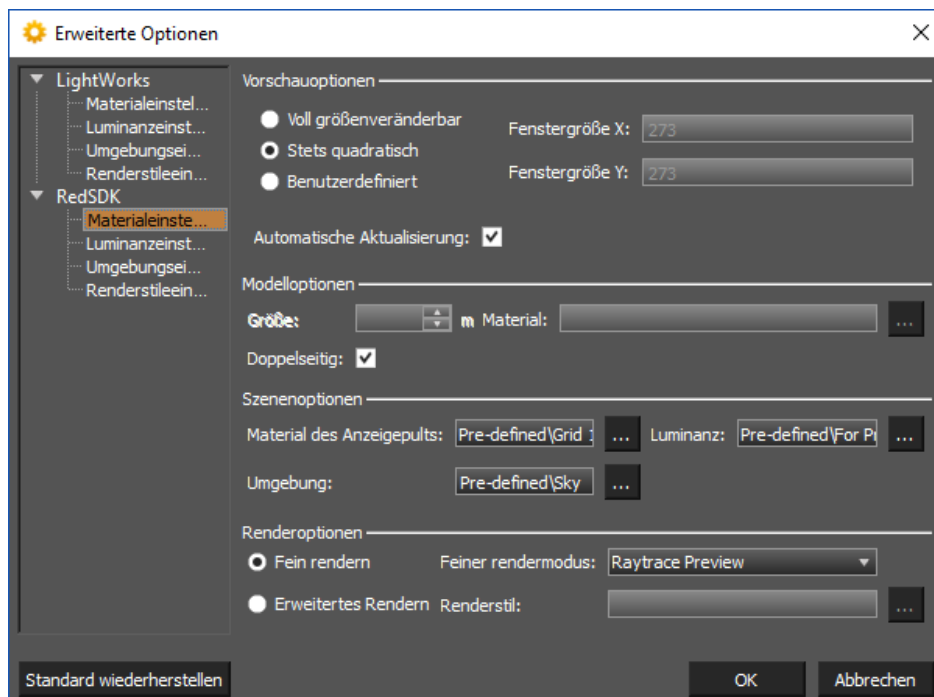 Erweiterte Optionen
LightWorks
Materialeinstel...
Luminanzeinst...
Umgebungsei...
Renderstileein...
RedSDK
Materialeinste...
Luminanzeinst...
Umgebungsei...
Renderstileein...
Vorschauoptionen
Voll größenveränderbar
Stets quadratisch
Benutzerdefiniert
Fenstergröße X: 273
Fenstergröße Y: 273
Automatische Aktualisierung:
Modelloptionen
Größe: m Material: ...
Doppelseitig:
Szenenoptionen
Material des Anzeigepults: Pre-defined\Grid ... Luminanz: Pre-defined\For ...
Umgebung: Pre-defined\Sky ...
Renderoptionen
Fein rendern Feiner rendermodus: Raytrace Preview
Erweitertes Rendern Renderstil: ...
Standard wiederherstellen OK Abbrechen